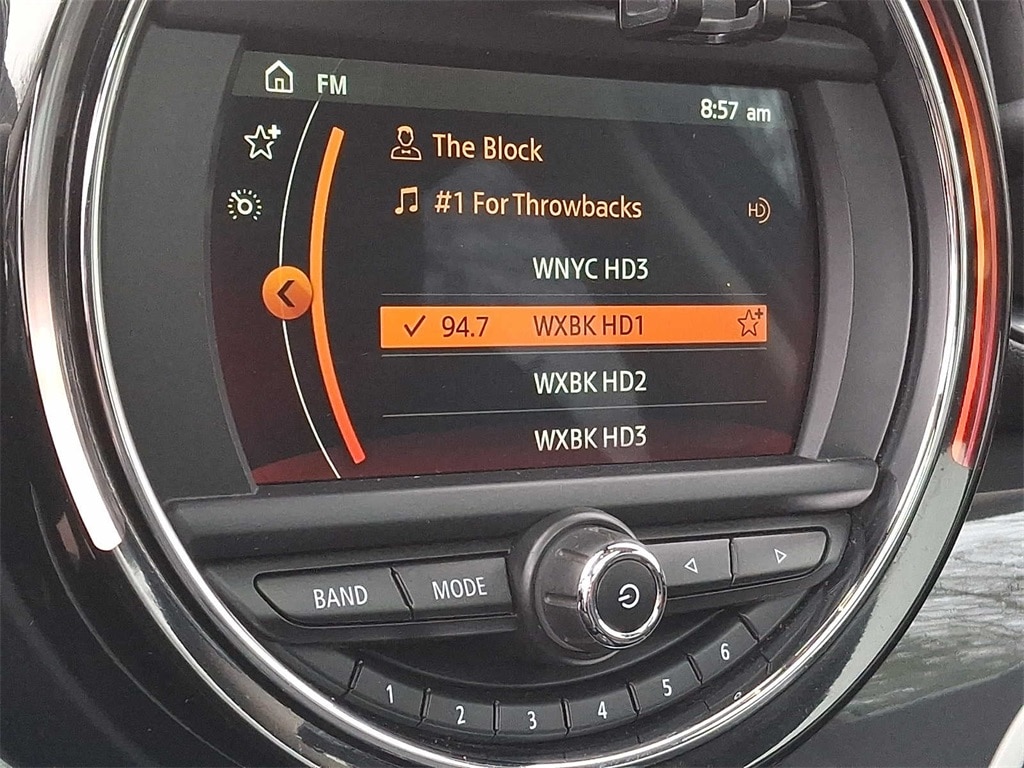 FM
8:57 am
The Block
#1 For Throwbacks
HD
WNYC HD3
94.7 WXBK HD1
WXBK HD2
WXBK HD3
BAND MODE
1 2 3 4 5 6